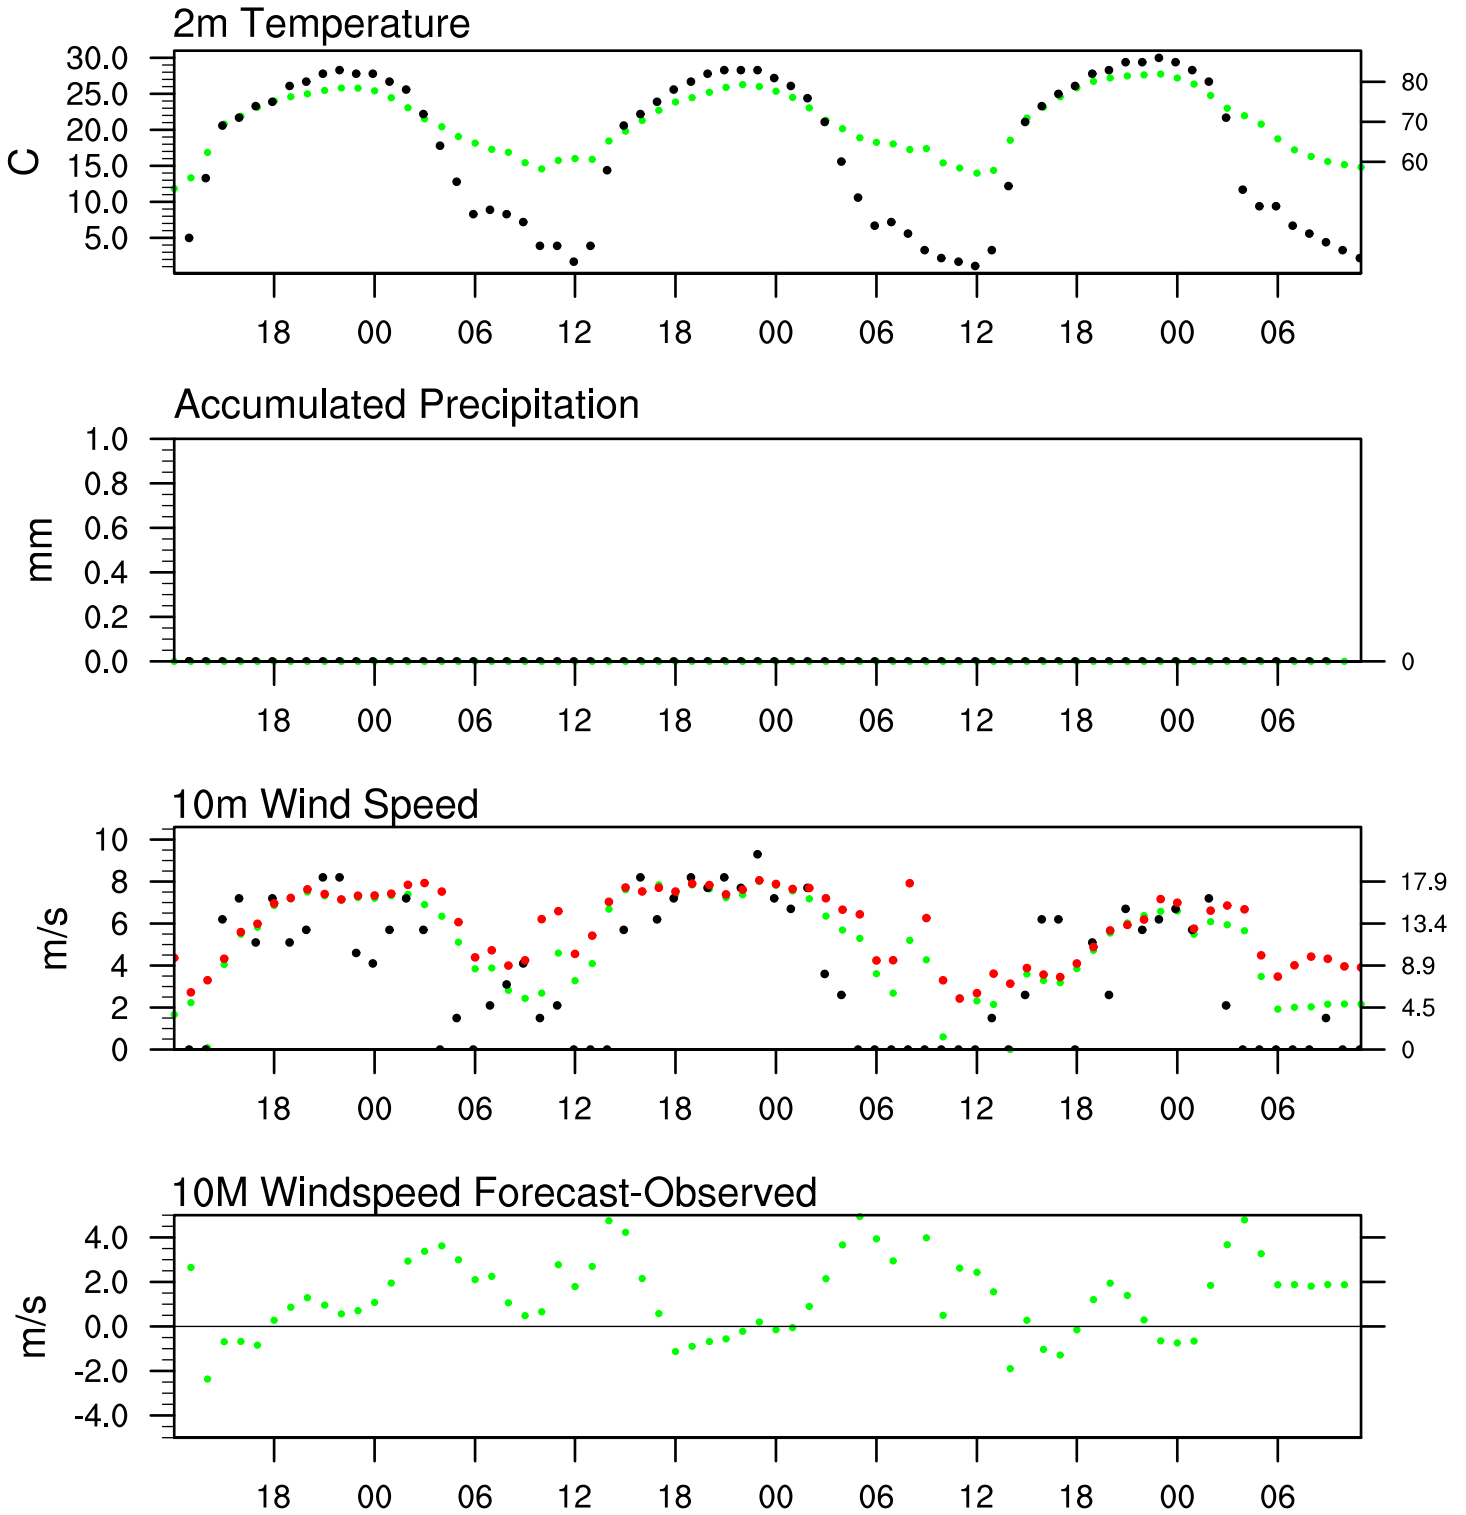 2m Temperature
30.0
25.0
20.0
15.0
10.0
5.0
C
80
70
60
18 00 06 12 18 00 06 12 18 00 06
Accumulated Precipitation
1.0
0.8
0.6
0.4
0.2
0.0
mm
0
18 00 06 12 18 00 06 12 18 00 06
10m Wind Speed
10
8
6
4
2
0
m/s
17.9
13.4
8.9
4.5
0
18 00 06 12 18 00 06 12 18 00 06
10M Windspeed Forecast-Observed
4.0
2.0
0.0
-2.0
-4.0
m/s
18 00 06 12 18 00 06 12 18 00 06